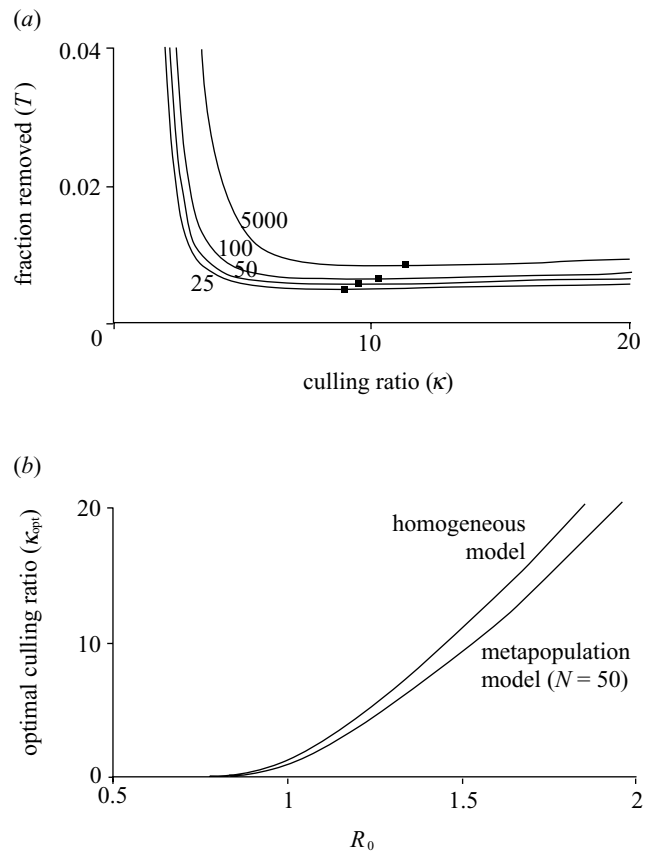 (a)
0.04
0.02
0
fraction removed (T)
5000
100
50
25
10
20
culling ratio (κ)
(b)
20
10
0
optimal culling ratio (κopt)
homogeneous
model
metapopulation
model (N = 50)
0.5
1
1.5
2
R0